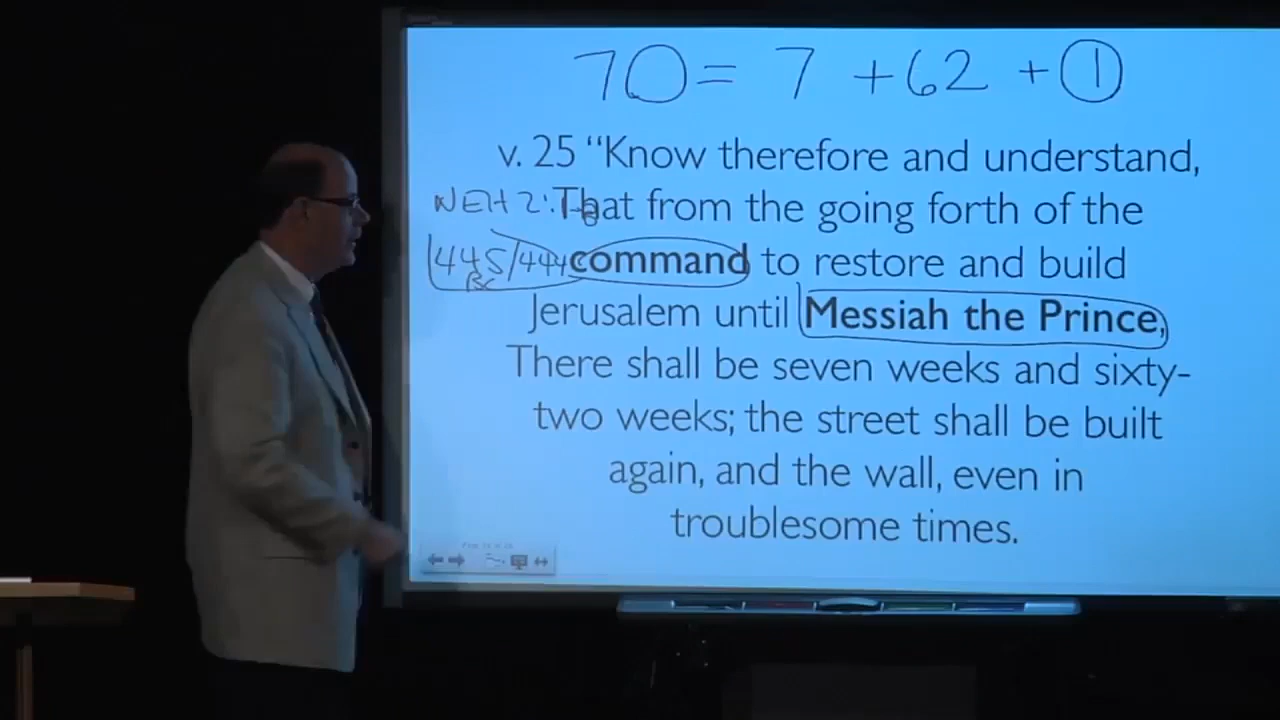 70 = 7 + 62 + 1
v. 25 "Know therefore and understand,
NEH 2:1-8 That from the going forth of the
445/444 BC command to restore and build
Jerusalem until Messiah the Prince,
There shall be seven weeks and sixty-
two weeks; the street shall be built
again, and the wall, even in
troublesome times.